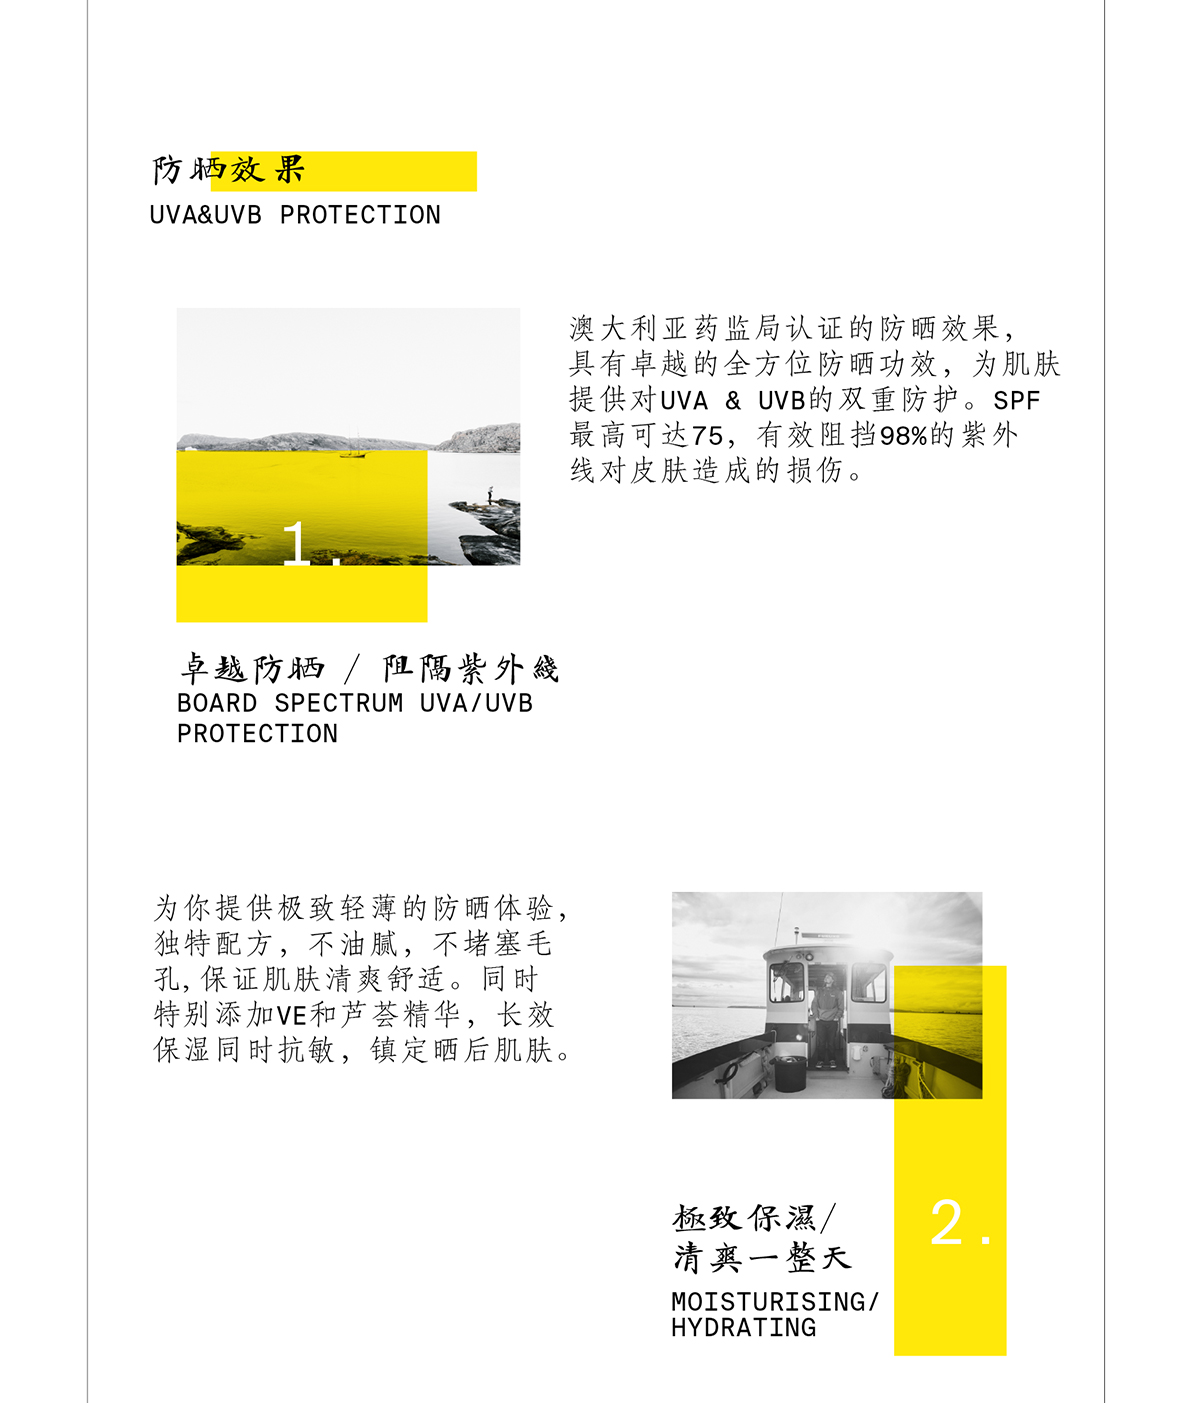 防晒效果
UVA&UVB PROTECTION
澳大利亚药监局认证的防晒效果，
具有卓越的全方位防晒功效，为肌肤
提供对UVA & UVB的双重防护。SPF
最高可达75，有效阻挡98%的紫外
线对皮肤造成的损伤。
1.
卓越防晒 / 阻隔紫外綫
BOARD SPECTRUM UVA/UVB
PROTECTION
为你提供极致轻薄的防晒体验，
独特配方，不油腻，不堵塞毛
孔,保证肌肤清爽舒适。同时
特别添加VE和芦荟精华，长效
保湿同时抗敏，镇定晒后肌肤。
2.
極致保濕/
清爽一整天
MOISTURISING/
HYDRATING